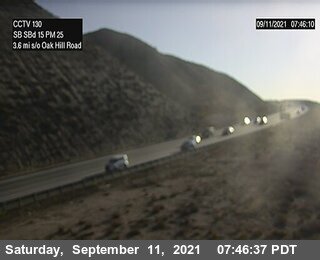 CCTV 130
SB SBd 15 PM 25
3.6 mi s/o Oak Hill Road
09/11/2021 07:46:10
Saturday, September 11, 2021 07:46:37 PDT